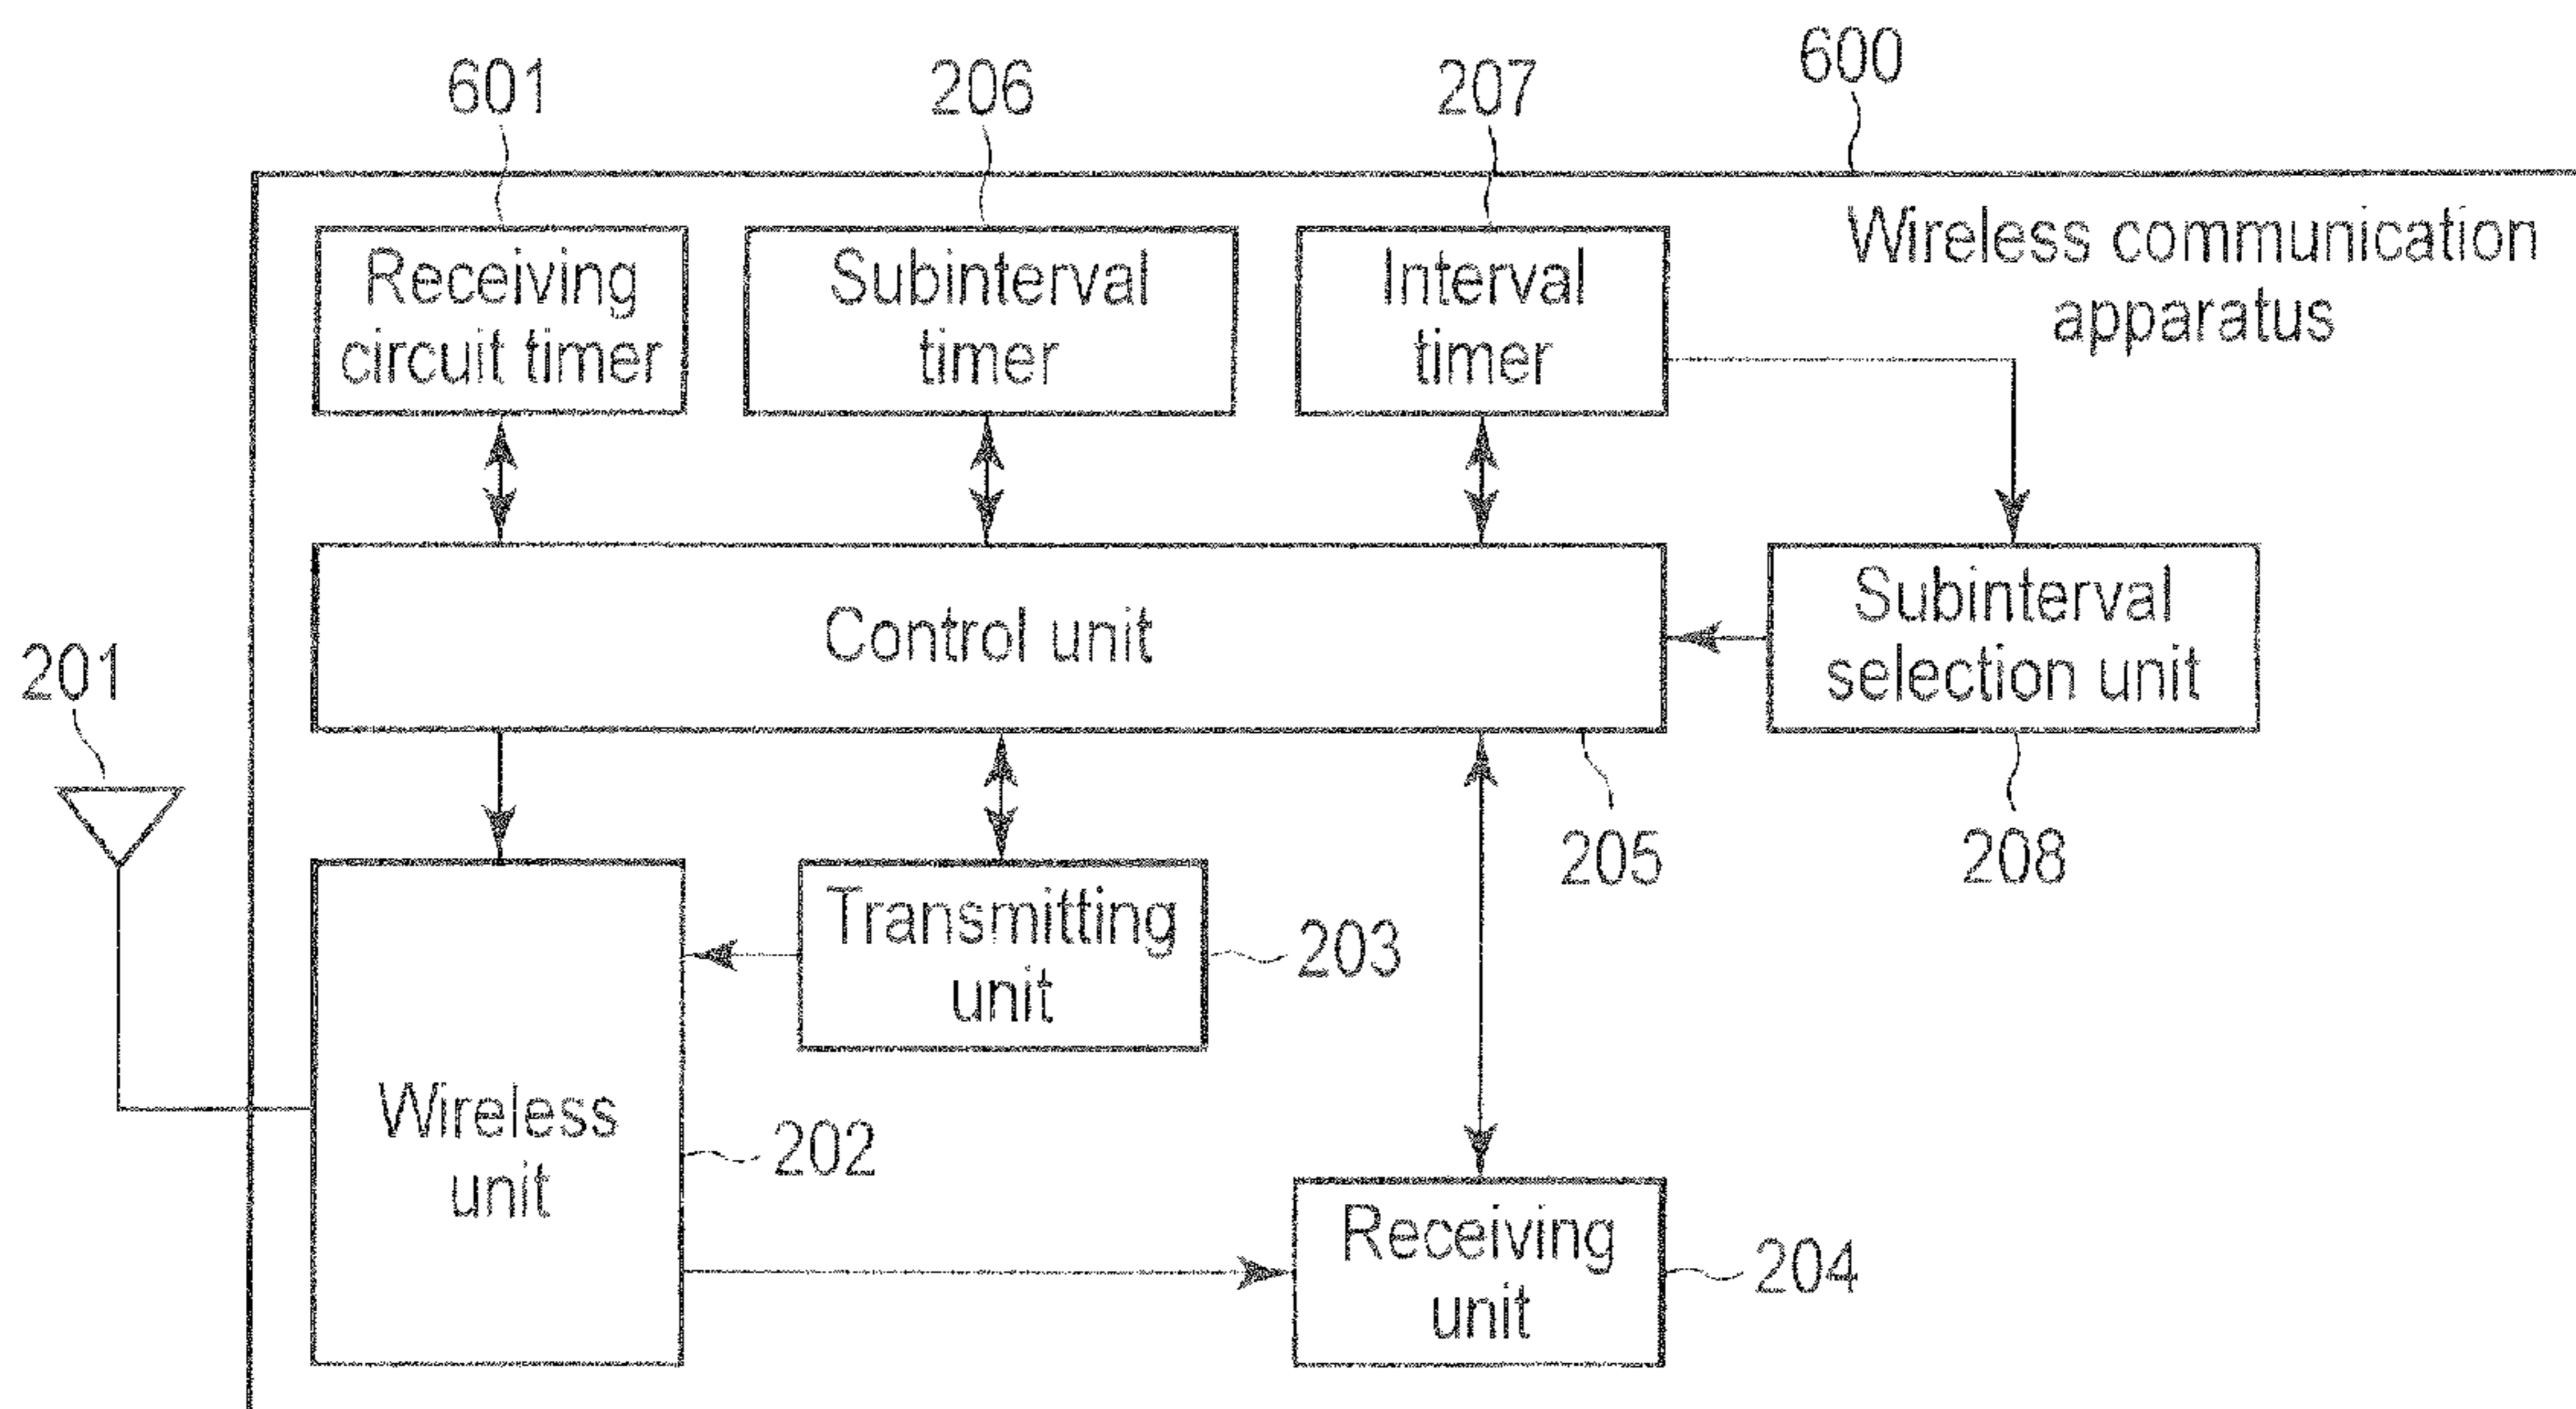 601
206
207
600
Wireless communication
apparatus
Receiving
circuit timer
Subinterval
timer
Interval
timer
Control unit
Subinterval
selection unit
201
205
208
Transmitting
unit
203
Wireless
unit
202
Receiving
unit
204